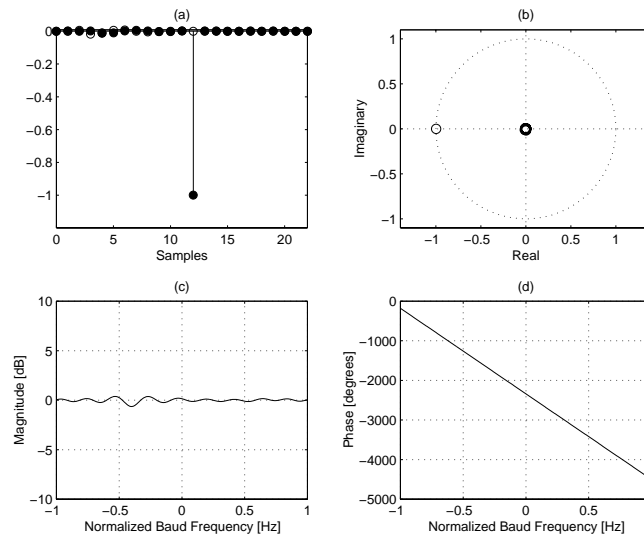 (a)
0
−0.2
−0.4
−0.6
−0.8
−1
0 5 10 15 20
Samples
(b)
1
0.5
0
−0.5
−1
Imaginary
−1 −0.5 0 0.5 1
Real
(c)
10
5
0
−5
−10
Magnitude [dB]
−1 −0.5 0 0.5 1
Normalized Baud Frequency [Hz]
(d)
0
−1000
−2000
−3000
−4000
−5000
Phase [degrees]
−1 −0.5 0 0.5 1
Normalized Baud Frequency [Hz]